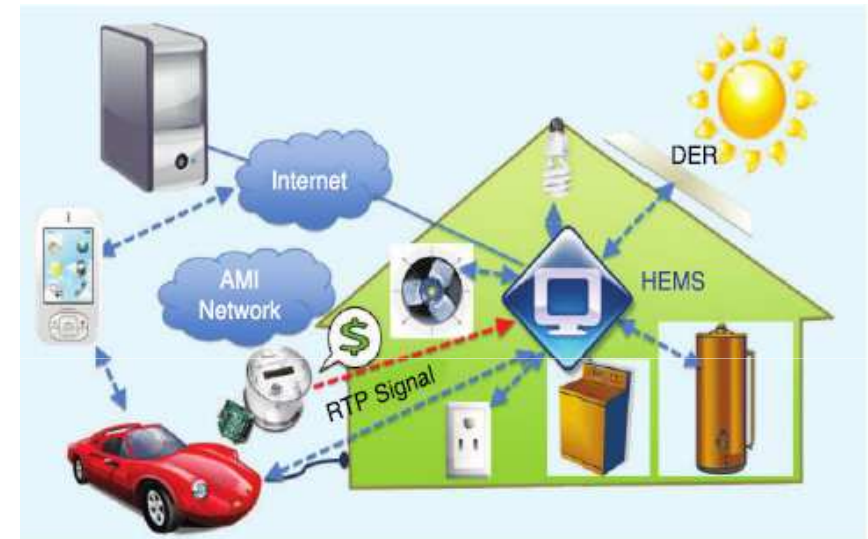 DER
Internet
HEMS
AMI
Network
$
RTP Signal